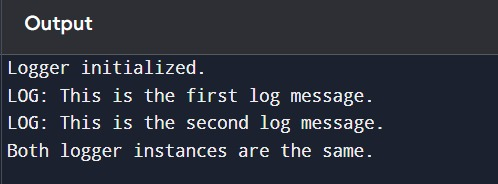 Output
Logger initialized.
LOG: This is the first log message.
LOG: This is the second log message.
Both logger instances are the same.